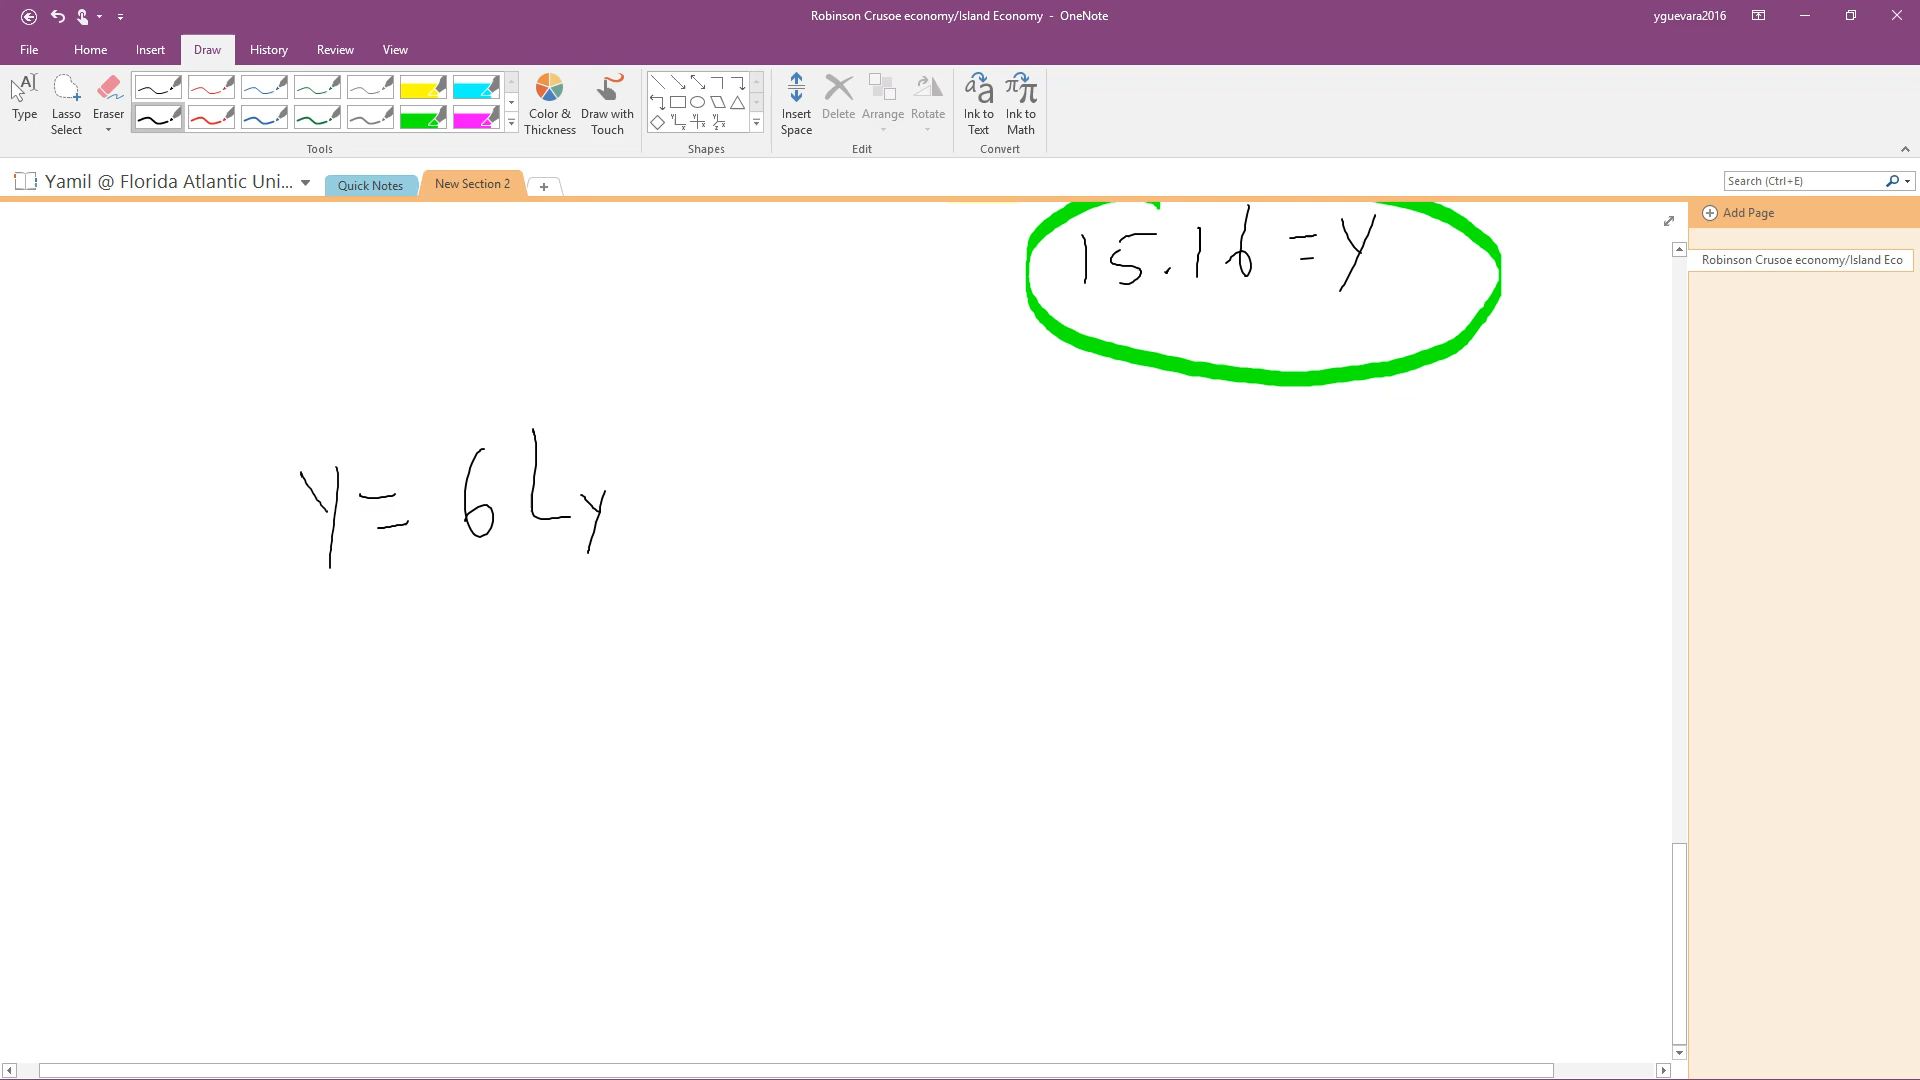 Robinson Crusoe economy/Island Economy - OneNote
yguevara2016
File Home Insert Draw History Review View
Type
Lasso Select
Eraser
Color & Thickness
Draw with Touch
Insert Space
Delete
Arrange
Rotate
Ink to Text
Ink to Math
Tools Shapes Edit Convert
Yamil @ Florida Atlantic Uni... Quick Notes New Section 2
Search (Ctrl+E)
Add Page
Robinson Crusoe economy/Island Eco
15.16 = y
y = 6 Ly